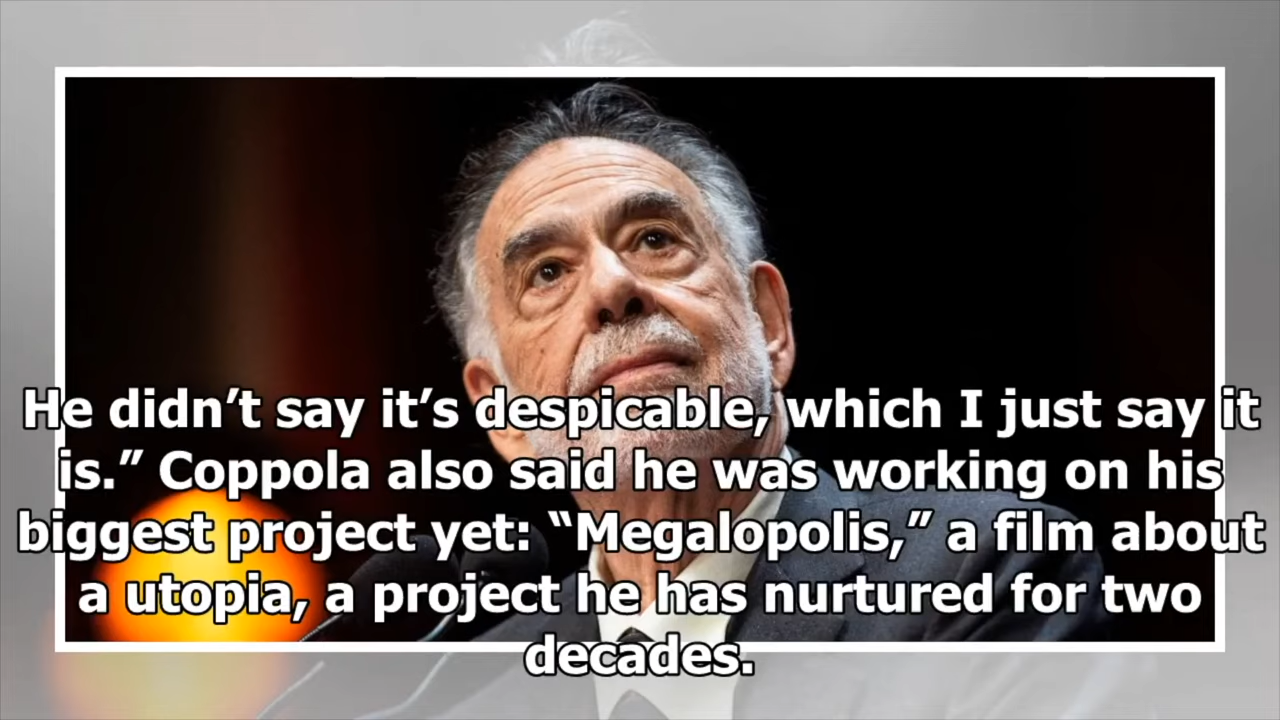 He didn’t say it’s despicable, which I just say it
is.” Coppola also said he was working on his
biggest project yet: “Megalopolis,” a film about
a utopia, a project he has nurtured for two
decades.